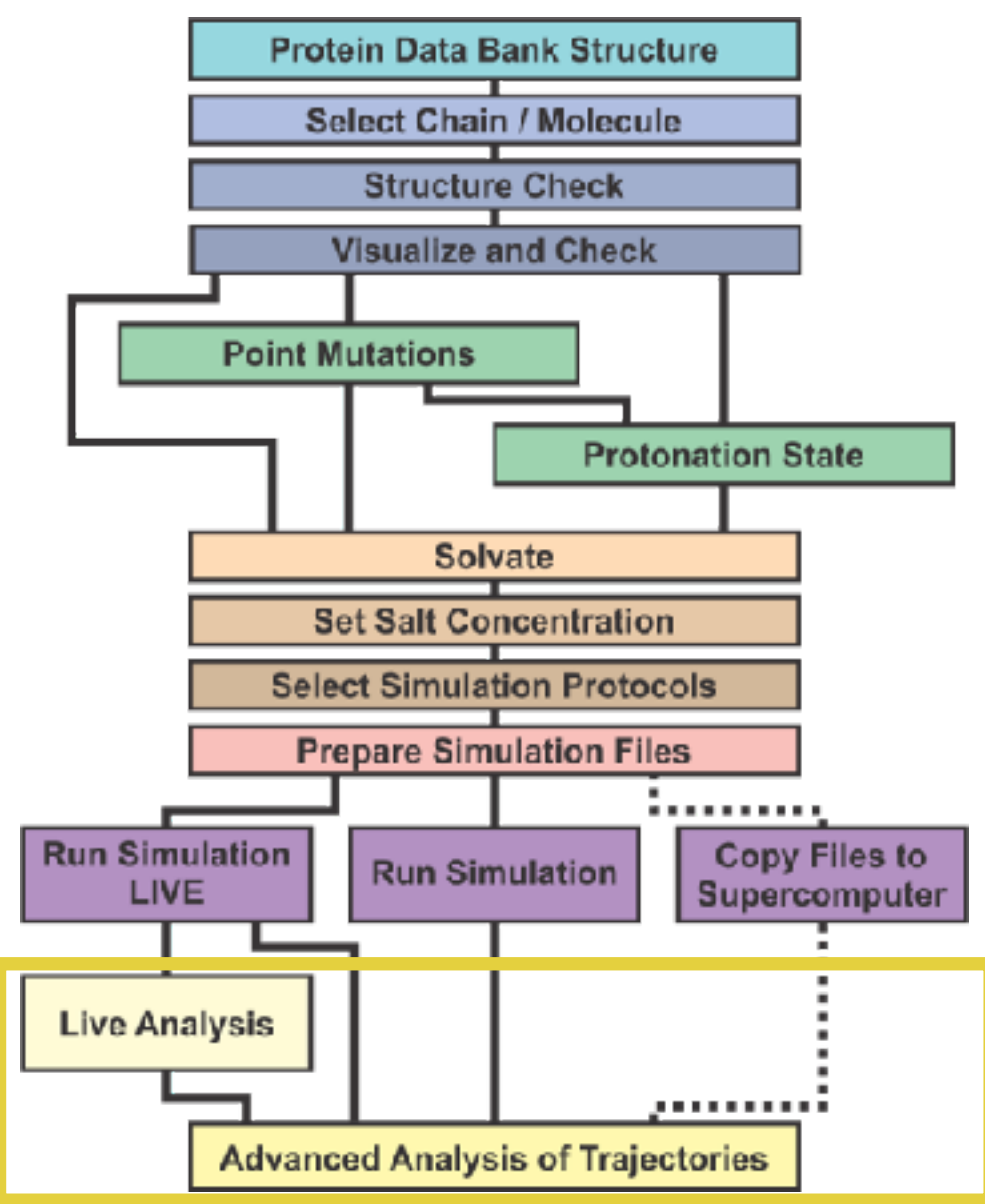 Protein Data Bank Structure
Select Chain / Molecule
Structure Check
Visualize and Check
Point Mutations
Protonation State
Solvate
Set Salt Concentration
Select Simulation Protocols
Prepare Simulation Files
Run Simulation
LIVE
Run Simulation
Copy Files to
Supercomputer
Live Analysis
Advanced Analysis of Trajectories